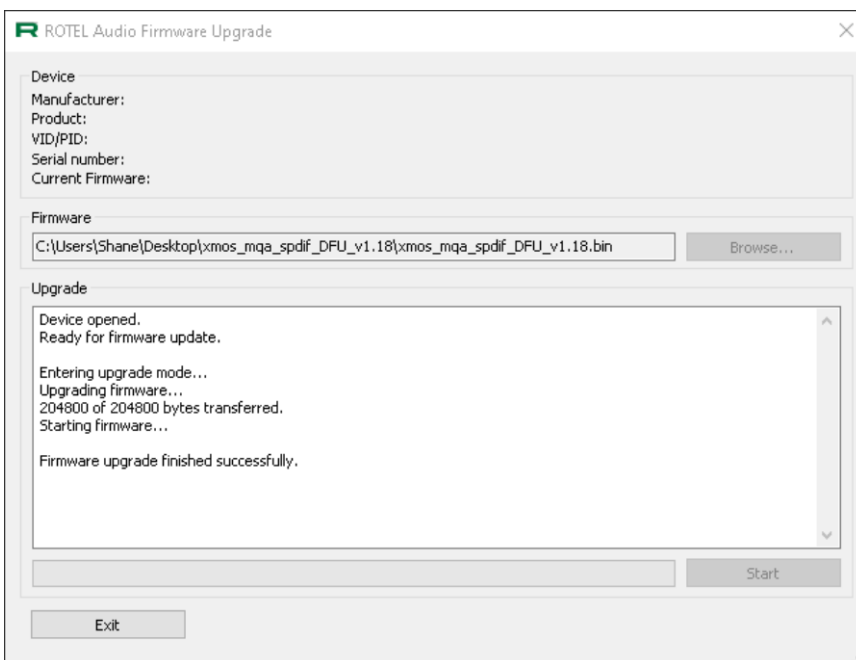 ROTEL Audio Firmware Upgrade
Device
Manufacturer:
Product:
VID/PID:
Serial number:
Current Firmware:
Firmware
C:\Users\Shane\Desktop\xmos_mqa_spdif_DFU_v1.18\xmos_mqa_spdif_DFU_v1.18.bin
Browse...
Upgrade
Device opened.
Ready for firmware update.
Entering upgrade mode...
Upgrading firmware...
204800 of 204800 bytes transferred.
Starting firmware...
Firmware upgrade finished successfully.
Start
Exit